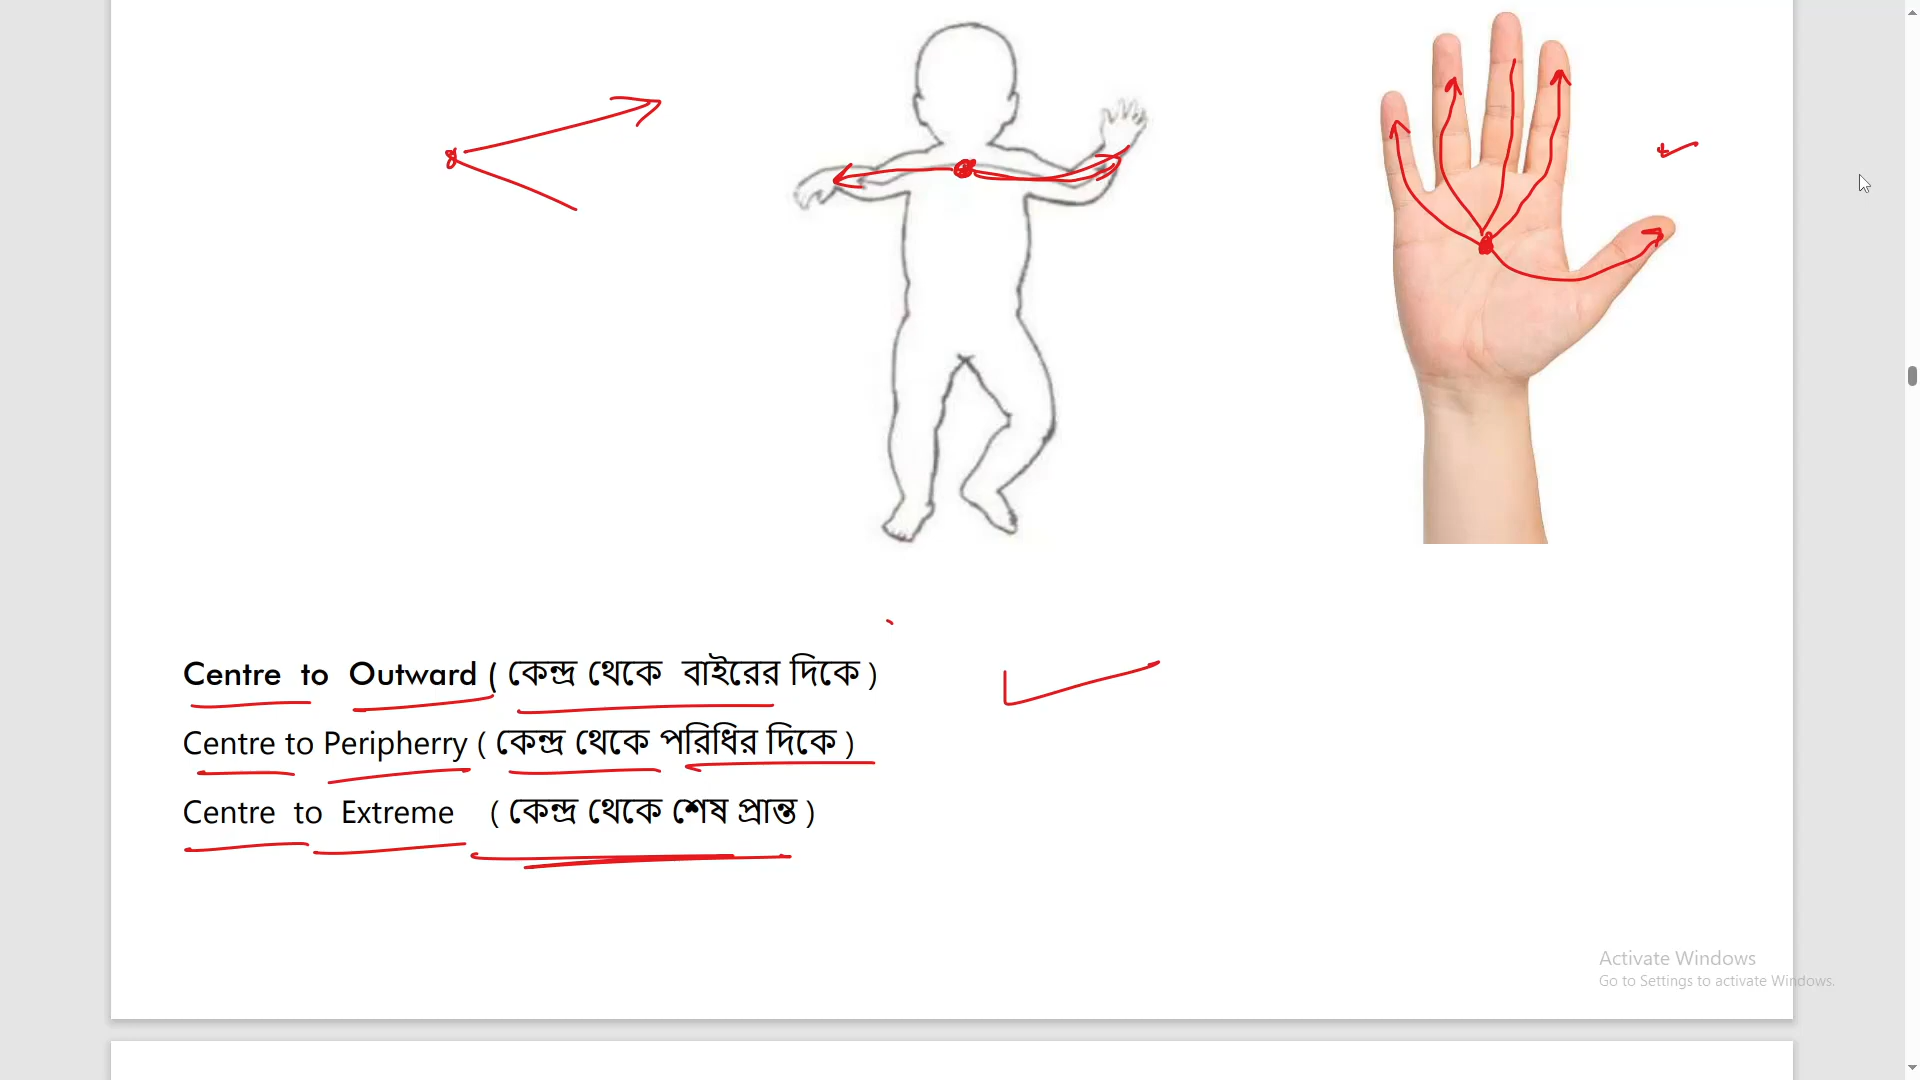 Centre to Outward ( কেন্দ্র থেকে বাইরের দিকে )
Centre to Peripherry ( কেন্দ্র থেকে পরিধির দিকে )
Centre to Extreme ( কেন্দ্র থেকে শেষ প্রান্ত )
Activate Windows
Go to Settings to activate Windows.